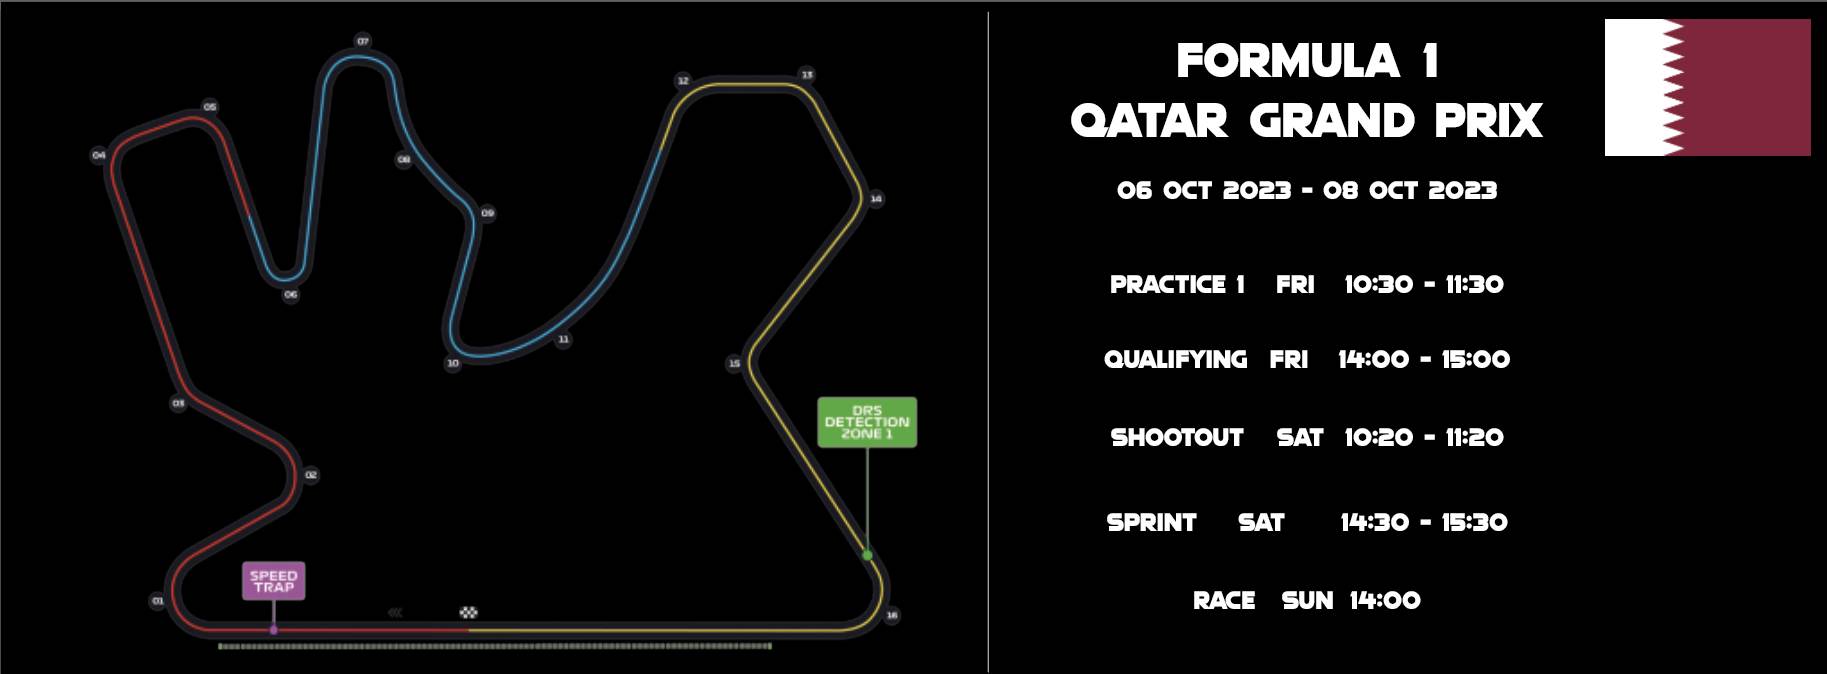 07
12
13
05
04
08
14
09
06
11
10
15
03
DRS
DETECTION
ZONE 1
02
SPEED
TRAP
01
16
FORMULA 1
QATAR GRAND PRIX
06 OCT 2023 - 08 OCT 2023
PRACTICE 1 FRI 10:30 - 11:30
QUALIFYING FRI 14:00 - 15:00
SHOOTOUT SAT 10:20 - 11:20
SPRINT SAT 14:30 - 15:30
RACE SUN 14:00